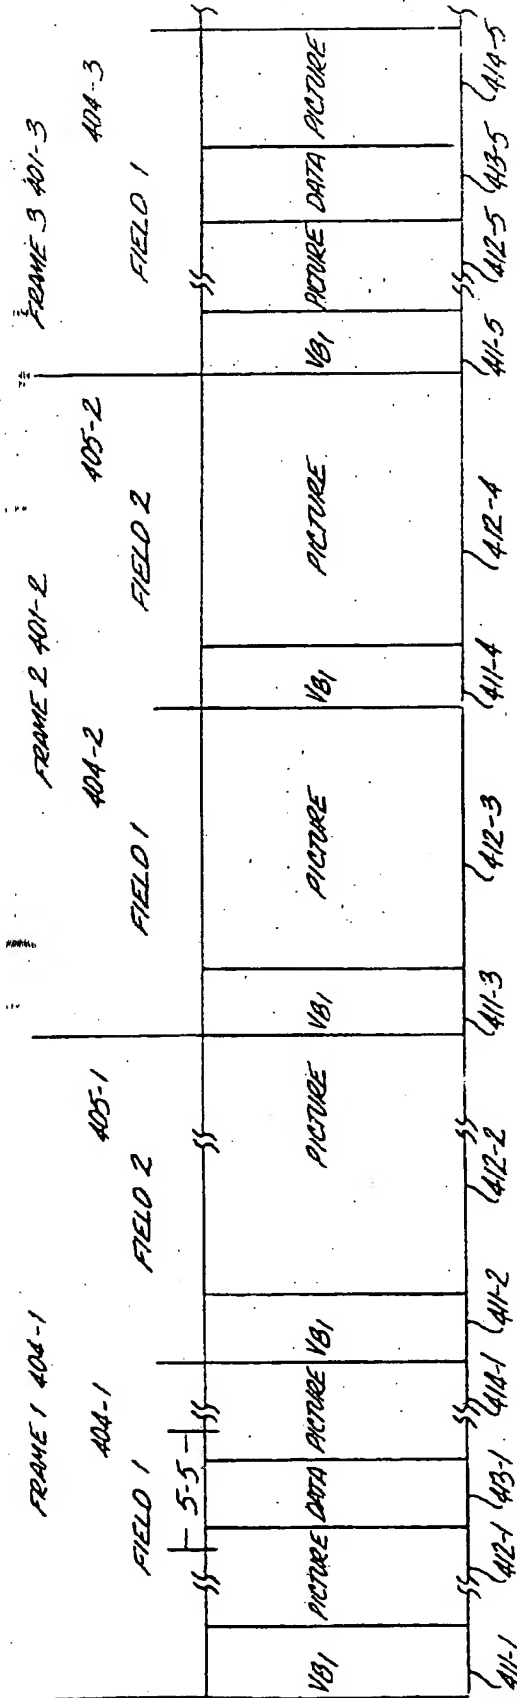 FRAME 1 404-1 FRAME 2 401-2 FRAME 3 401-3
404-1 405-1 404-2 405-2 404-3
FIELD 1 FIELD 2 FIELD 1 FIELD 2 FIELD 1
5-5
VBI PICTURE DATA PICTURE VBI PICTURE VBI PICTURE VBI PICTURE VBI PICTURE DATA PICTURE
411-1 412-1 413-1 414-1 411-2 412-2 411-3 412-3 411-4 412-4 411-5 412-5 413-5 414-5